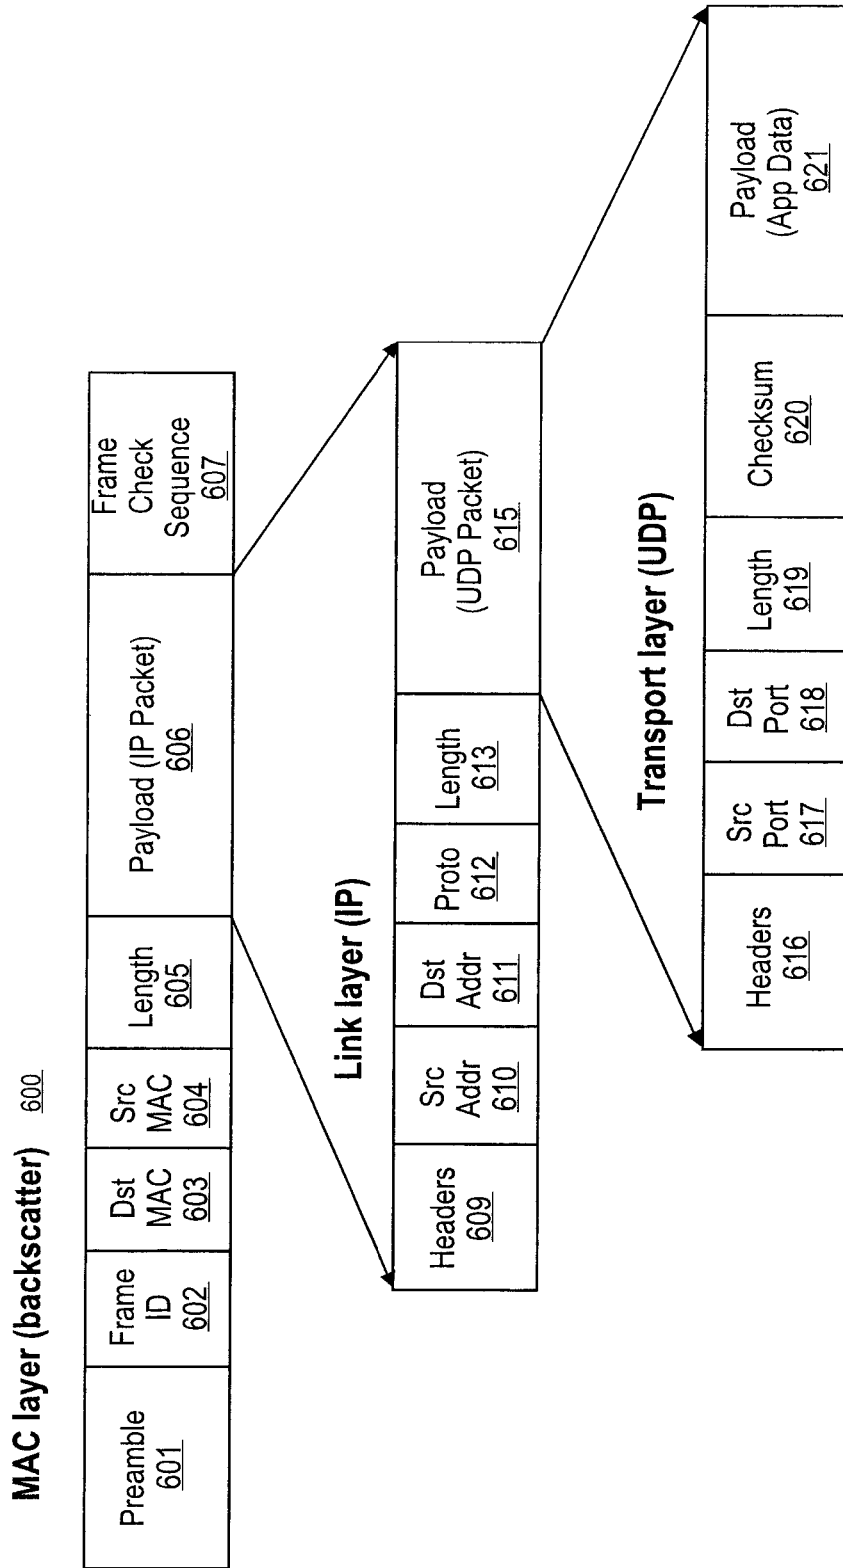 MAC layer (backscatter) 600
Preamble
601
Frame
ID
602
Dst
MAC
603
Src
MAC
604
Length
605
Payload (IP Packet)
606
Frame
Check
Sequence
607
Link layer (IP)
Headers
609
Src
Addr
610
Dst
Addr
611
Proto
612
Length
613
Payload
(UDP Packet)
615
Transport layer (UDP)
Headers
616
Src
Port
617
Dst
Port
618
Length
619
Checksum
620
Payload
(App Data)
621